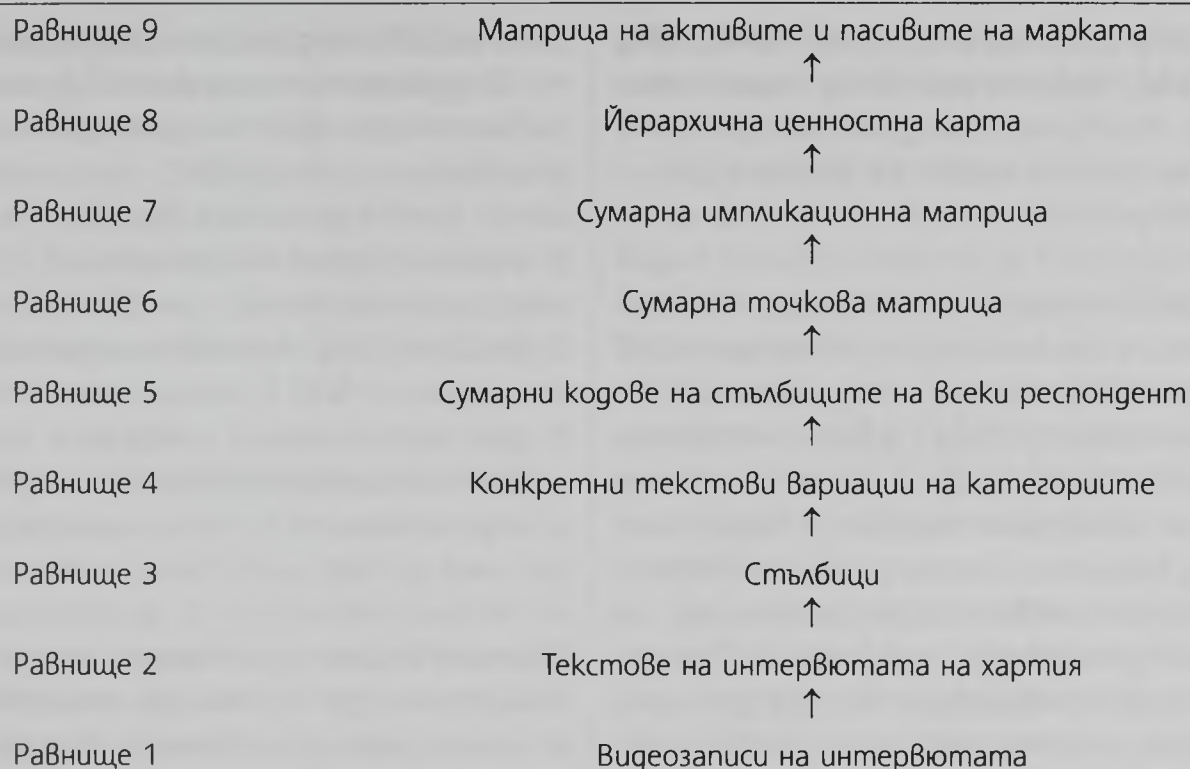 Равнище 9 Матрица на активите и пасивите на марката
↑
Равнище 8 Йерархична ценностна карта
↑
Равнище 7 Сумарна импликационна матрица
↑
Равнище 6 Сумарна точкова матрица
↑
Равнище 5 Сумарни кодове на стълбиците на всеки респондент
↑
Равнище 4 Конкретни текстови вариации на категориите
↑
Равнище 3 Стълбици
↑
Равнище 2 Текстове на интервютата на хартия
↑
Равнище 1 Видеозаписи на интервютата